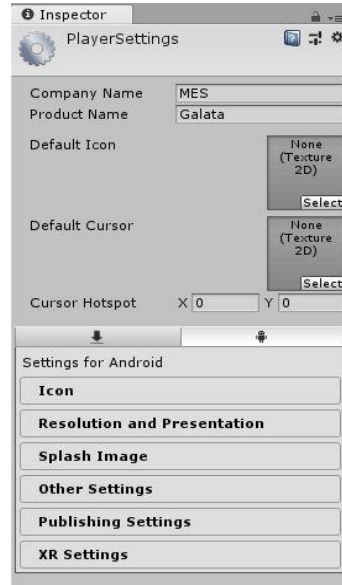 Inspector
PlayerSettings
Company Name MES
Product Name Galata
Default Icon
None
(Texture
2D)
Select
Default Cursor
None
(Texture
2D)
Select
Cursor Hotspot X 0 Y 0
Settings for Android
Icon
Resolution and Presentation
Splash Image
Other Settings
Publishing Settings
XR Settings